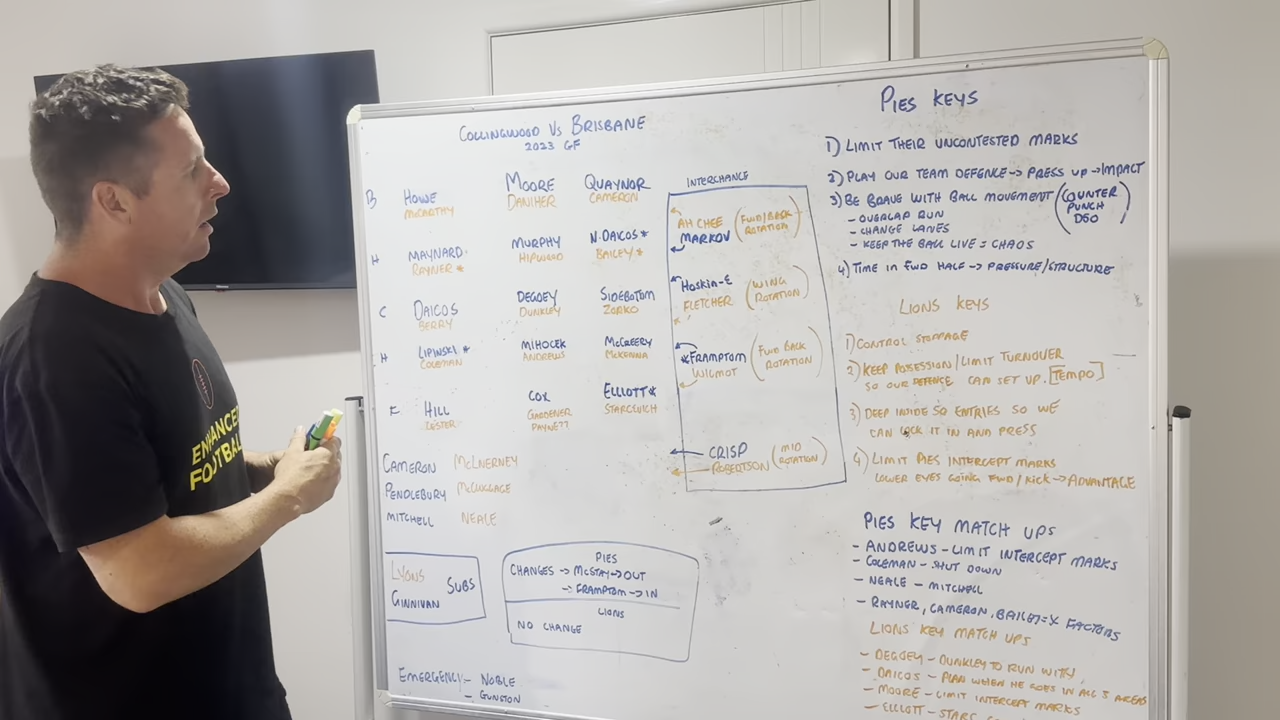 COLLINGWOOD VS BRISBANE
2023 GF
B HOWE MOORE QUAYNOR
MCCARTHY DANIHER CAMERON
H MAYNARD MURPHY N.DAICOS*
RAYNER* HIPWOOD BAILEY*
C DAICOS DEGOEY SIDEBOTOM
BERRY DUNKLEY ZORKO
H LIPINSKI* MIHOCEK MCCREERY
COLEMAN ANDREWS MCKENNA
F HILL COX ELLIOTT*
LESTER GARDENER STARCEVICH
PAYNE??
CAMERON MCLNERNEY
PENDLEBURY MCCLUGGAGE
MITCHELL NEALE
INTERCHANGE
AH CHEE (FWD/BACK
MARKOV ROTATION)
HOSKIN-E (WING
FLETCHER ROTATION)
*FRAMPTOM (FWD BACK
WILMOT ROTATION)
CRISP (MID
ROBERTSON ROTATION)
LYONS
SUBS
GINNIVAN
PIES
CHANGES → MCSTAY → OUT
→ FRAMPTOM → IN
LIONS
NO CHANGE
EMERGENCY - NOBLE
- GUNSTON
PIES KEYS
1) LIMIT THEIR UNCONTESTED MARKS
2) PLAY OUR TEAM DEFENCE → PRESS UP → IMPACT
3) BE BRAVE WITH BALL MOVEMENT (COUNTER
PUNCH
D50)
- OVERLAP RUN
- CHANGE LANES
- KEEP THE BALL LIVE = CHAOS
4) TIME IN FWD HALF → PRESSURE/STRUCTURE
LIONS KEYS
1) CONTROL STOPPAGE
2) KEEP POSSESSION/LIMIT TURNOVER
SO OUR DEFENCE CAN SET UP. [TEMPO]
3) DEEP INSIDE 50 ENTRIES SO WE
CAN LOCK IT IN AND PRESS
4) LIMIT PIES INTERCEPT MARKS
LOWER EYES GOING FWD/KICK → ADVANTAGE
PIES KEY MATCH UPS
- ANDREWS - LIMIT INTERCEPT MARKS
- COLEMAN - SHUT DOWN
- NEALE - MITCHELL
- RAYNER, CAMERON, BAILEY = X FACTORS
LIONS KEY MATCH UPS
- DEGOEY - DUNKLEY TO RUN WITH
- DAICOS - PLAN WHEN HE GOES IN ALL 3 AREAS
- MOORE - LIMIT INTERCEPT MARKS
- ELLIOTT -
ENHANCED
FOOTBALL